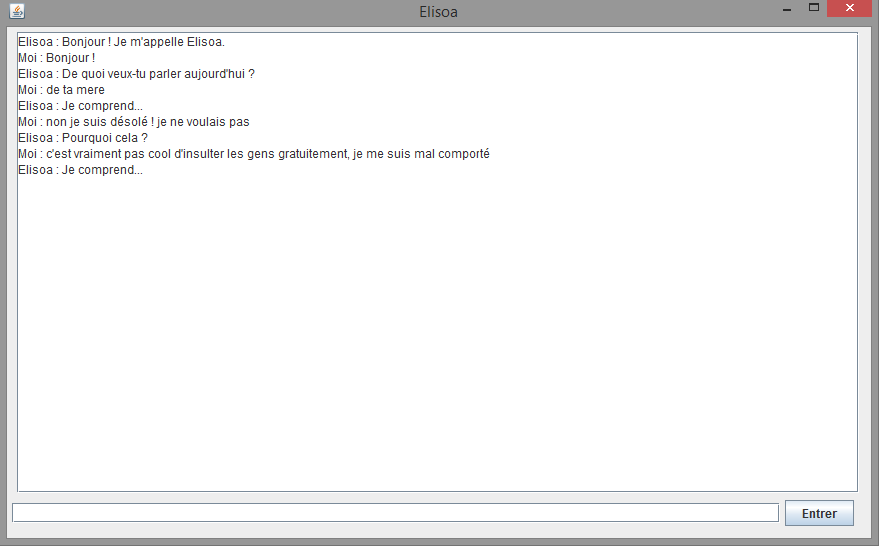 Elisoa
Elisoa : Bonjour ! Je m'appelle Elisoa.
Moi : Bonjour !
Elisoa : De quoi veux-tu parler aujourd'hui ?
Moi : de ta mere
Elisoa : Je comprend...
Moi : non je suis désolé ! je ne voulais pas
Elisoa : Pourquoi cela ?
Moi : c'est vraiment pas cool d'insulter les gens gratuitement, je me suis mal comporté
Elisoa : Je comprend...
Entrer